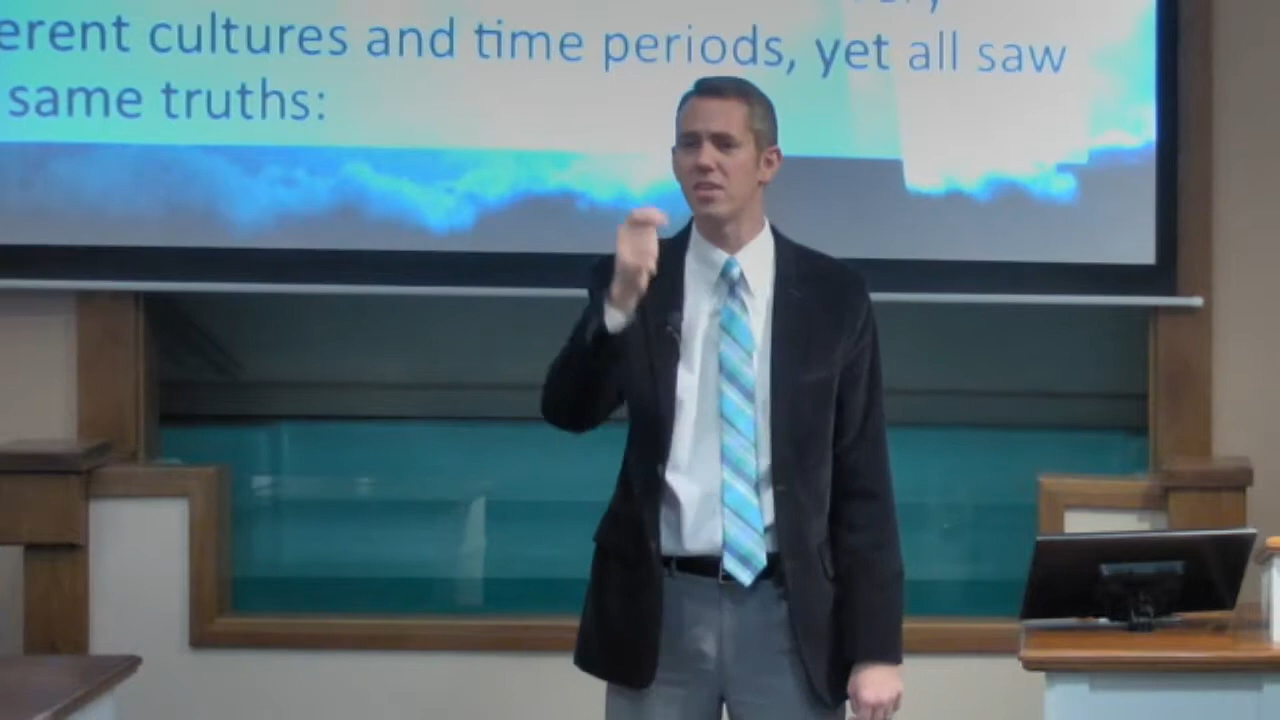 erent cultures and time periods, yet all saw
same truths: